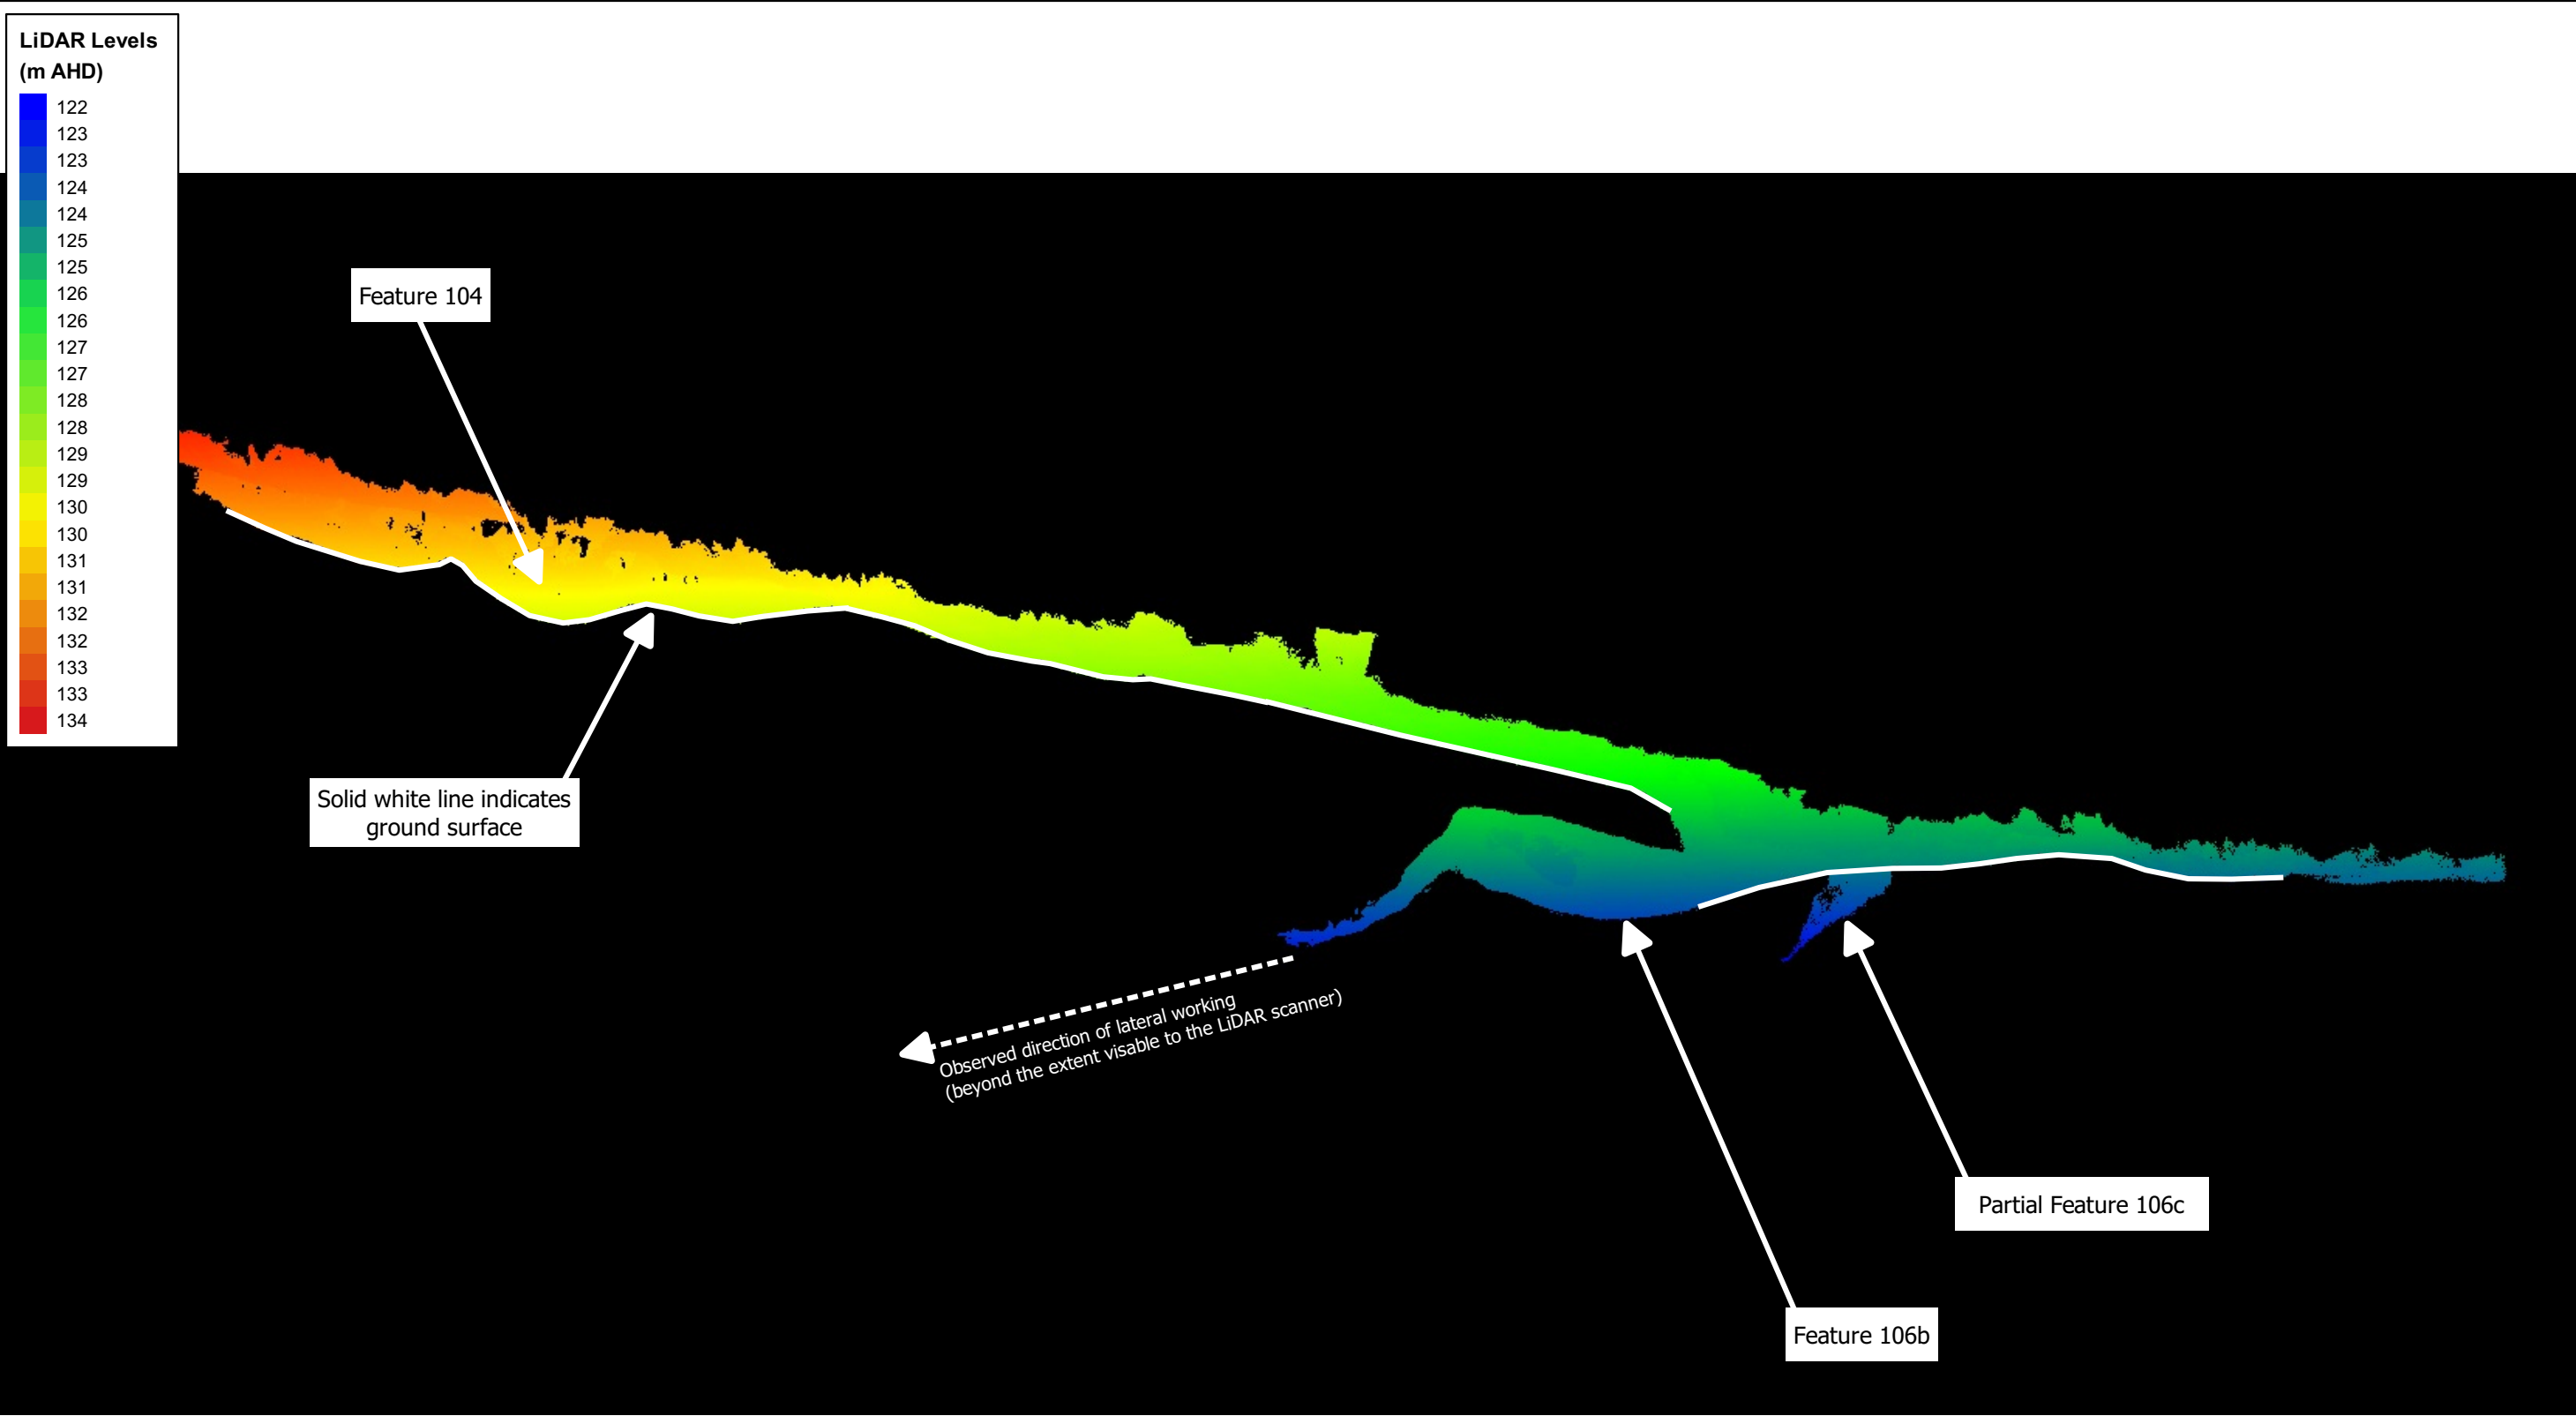 LiDAR Levels
(m AHD)
122
123
123
124
124
125
125
126
126
127
127
128
128
129
129
130
130
131
131
132
132
133
133
134
Feature 104
Solid white line indicates
ground surface
Observed direction of lateral working
(beyond the extent visable to the LiDAR scanner)
Partial Feature 106c
Feature 106b